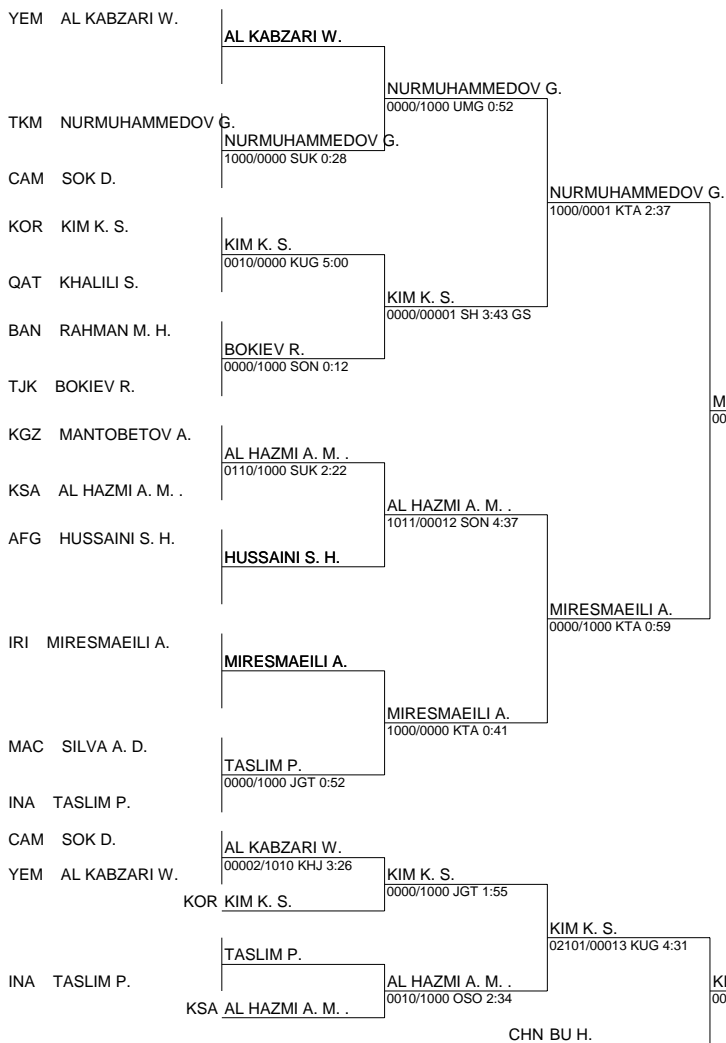 YEM AL KABZARI W.
AL KABZARI W.
NURMUHAMMEDOV G.
0000/1000 UMG 0:52
TKM NURMUHAMMEDOV G.
NURMUHAMMEDOV G.
1000/0000 SUK 0:28
CAM SOK D.
NURMUHAMMEDOV G.
1000/0001 KTA 2:37
KOR KIM K. S.
KIM K. S.
0010/0000 KUG 5:00
QAT KHALILI S.
KIM K. S.
0000/00001 SH 3:43 GS
BAN RAHMAN M. H.
BOKIEV R.
0000/1000 SON 0:12
TJK BOKIEV R.
M
00
KGZ MANTOBETOV A.
AL HAZMI A. M. .
0110/1000 SUK 2:22
KSA AL HAZMI A. M. .
AL HAZMI A. M. .
1011/00012 SON 4:37
AFG HUSSAINI S. H.
HUSSAINI S. H.
MIRESMAEILI A.
0000/1000 KTA 0:59
IRI MIRESMAEILI A.
MIRESMAEILI A.
MIRESMAEILI A.
1000/0000 KTA 0:41
MAC SILVA A. D.
TASLIM P.
0000/1000 JGT 0:52
INA TASLIM P.
CAM SOK D.
AL KABZARI W.
00002/1010 KHJ 3:26
YEM AL KABZARI W.
KIM K. S.
0000/1000 JGT 1:55
KOR KIM K. S.
KIM K. S.
02101/00013 KUG 4:31
TASLIM P.
INA TASLIM P.
AL HAZMI A. M. .
0010/1000 OSO 2:34
KI
00
KSA AL HAZMI A. M. .
CHN BU H.